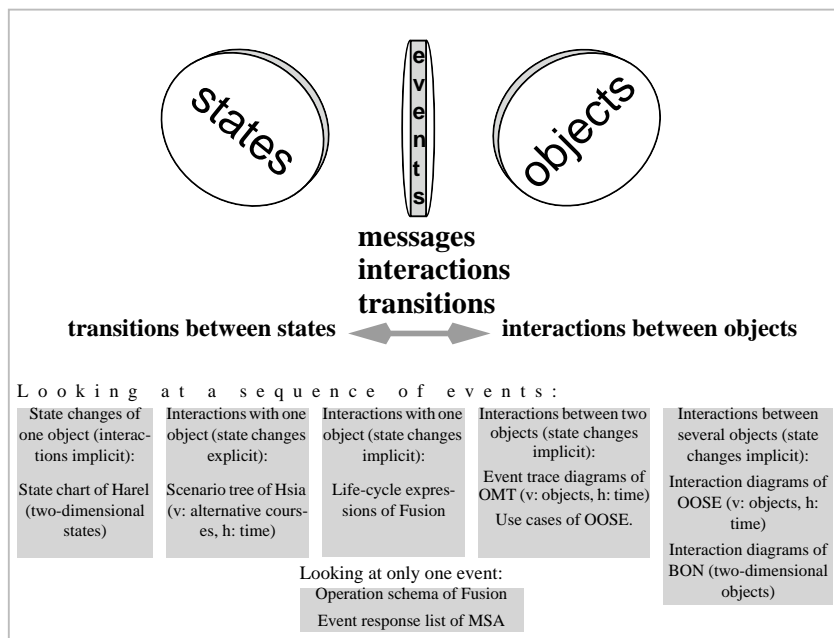 states
events
objects
messages
interactions
transitions
transitions between states
interactions between objects
Looking at a sequence of events:
State changes of
one object (interac-
tions implicit):
State chart of Harel
(two-dimensional
states)
Interactions with one
object (state changes
explicit):
Scenario tree of Hsia
(v: alternative cours-
es, h: time)
Interactions with one
object (state changes
implicit):
Life-cycle expres-
sions of Fusion
Interactions between two
objects (state changes
implicit):
Event trace diagrams of
OMT (v: objects, h: time)
Use cases of OOSE.
Interactions between
several objects (state
changes implicit):
Interaction diagrams of
OOSE (v: objects, h:
time)
Interaction diagrams of
BON (two-dimensional
objects)
Looking at only one event:
Operation schema of Fusion
Event response list of MSA